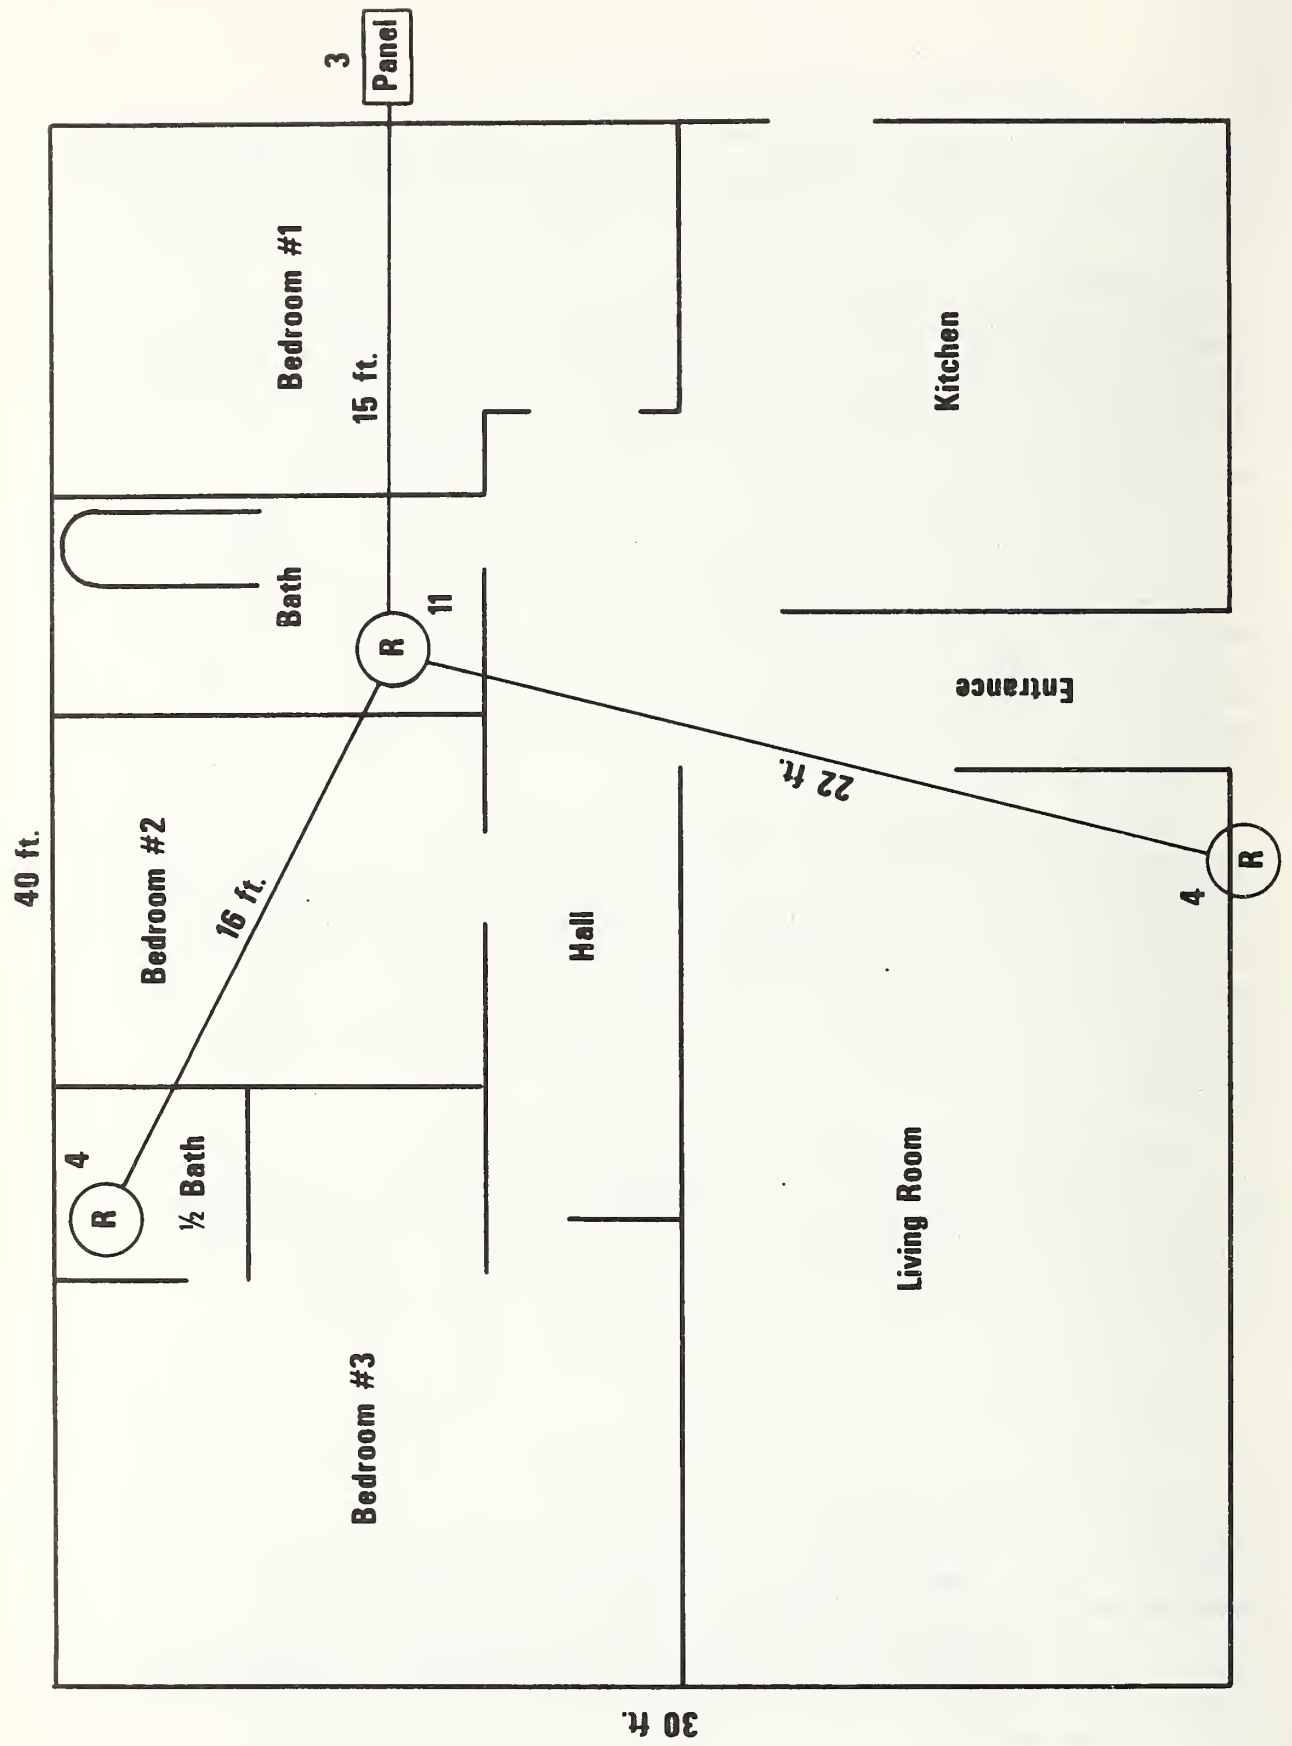 40 ft.
30 ft.
Bedroom #3
4
R
½ Bath
Bedroom #2
16 ft.
Bath
R
11
15 ft.
Bedroom #1
3
Panel
Hall
Living Room
22 ft.
4
R
Entrance
Kitchen